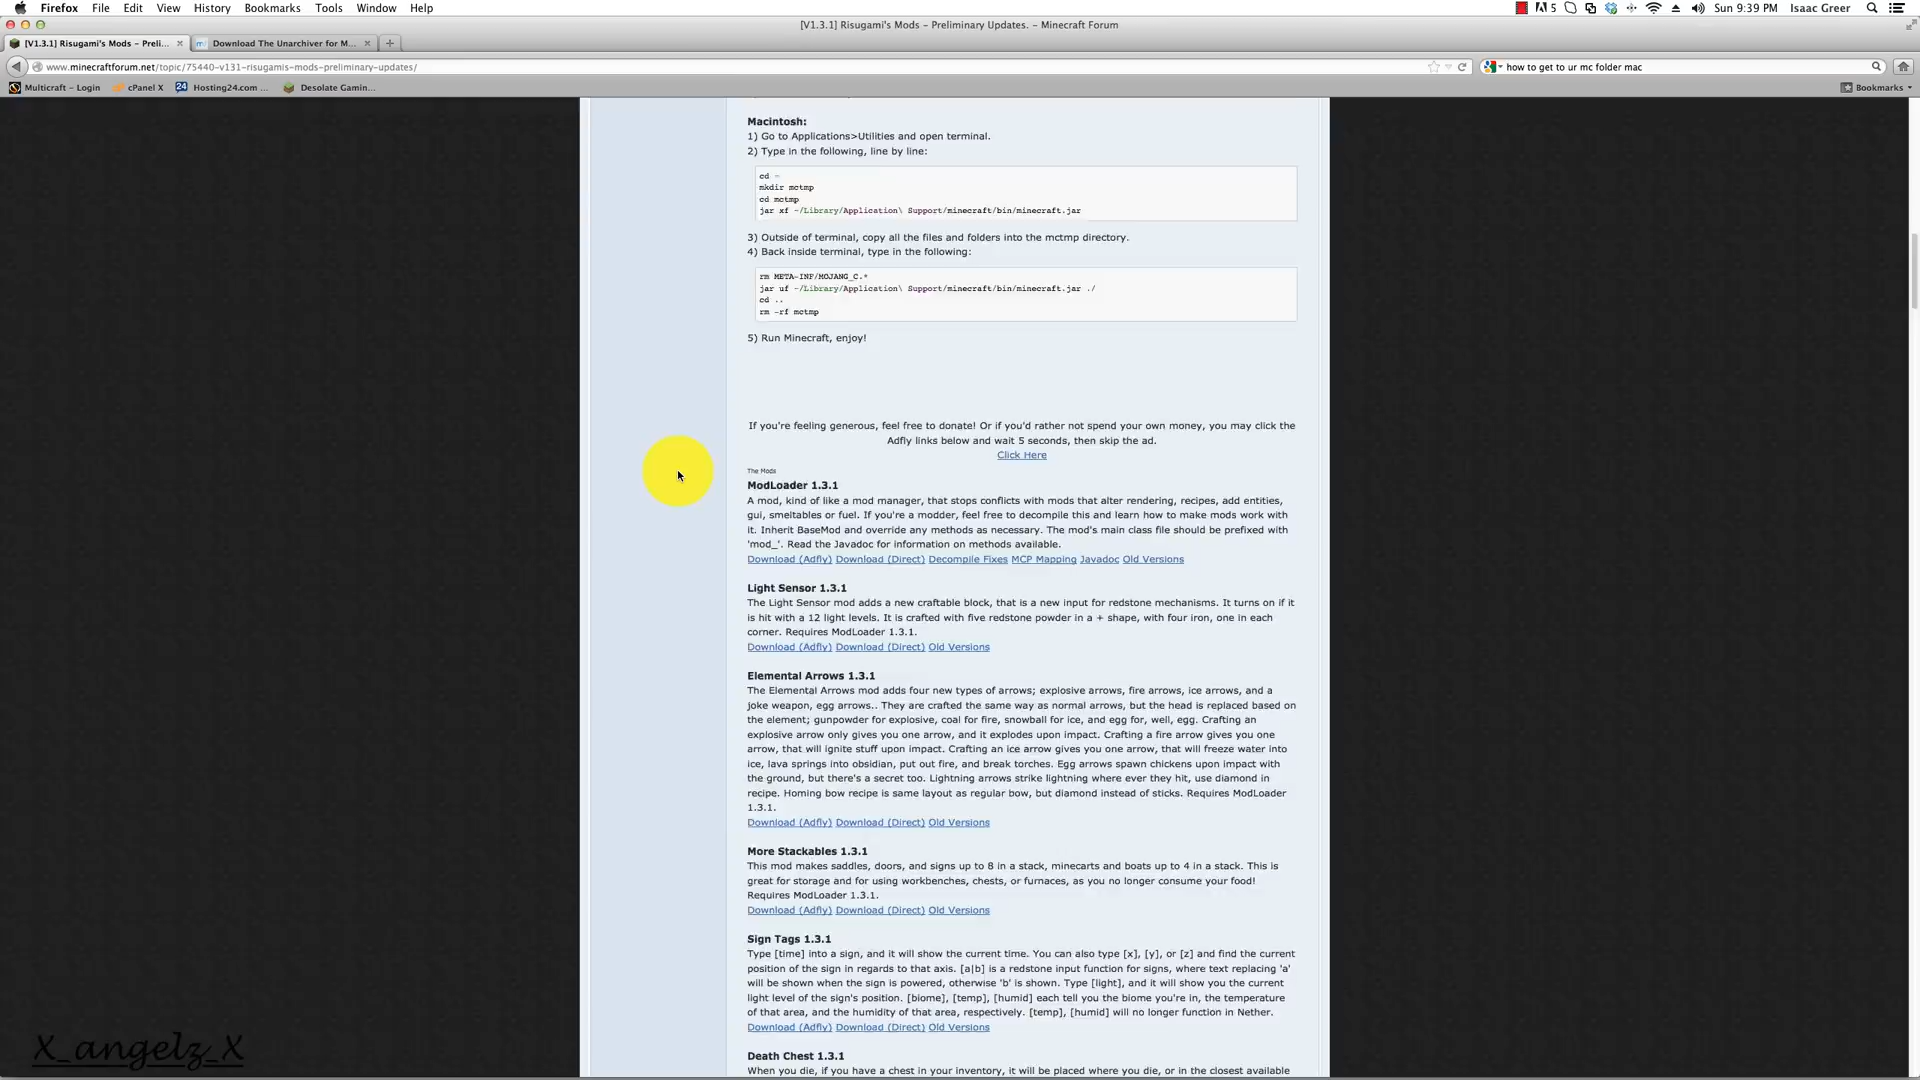 Firefox File Edit View History Bookmarks Tools Window Help 5 Sun 9:39 PM Isaac Greer
[V1.3.1] Risugami's Mods - Preliminary Updates. - Minecraft Forum
[V1.3.1] Risugami's Mods - Preli... × Download The Unarchiver for M... × +
www.minecraftforum.net/topic/75440-v131-risugamis-mods-preliminary-updates/ how to get to ur mc folder mac
Multicraft - Login cPanel X 24 Hosting24.com ... Desolate Gamin... Bookmarks
Macintosh:
1) Go to Applications>Utilities and open terminal.
2) Type in the following, line by line:
cd ~
mkdir mctmp
cd mctmp
jar xf ~/Library/Application\ Support/minecraft/bin/minecraft.jar
3) Outside of terminal, copy all the files and folders into the mctmp directory.
4) Back inside terminal, type in the following:
rm META-INF/MOJANG_C.*
jar uf ~/Library/Application\ Support/minecraft/bin/minecraft.jar ./
cd ..
rm -rf mctmp
5) Run Minecraft, enjoy!
If you're feeling generous, feel free to donate! Or if you'd rather not spend your own money, you may click the
Adfly links below and wait 5 seconds, then skip the ad.
Click Here
The Mods
ModLoader 1.3.1
A mod, kind of like a mod manager, that stops conflicts with mods that alter rendering, recipes, add entities,
gui, smeltables or fuel. If you're a modder, feel free to decompile this and learn how to make mods work with
it. Inherit BaseMod and override any methods as necessary. The mod's main class file should be prefixed with
'mod_'. Read the Javadoc for information on methods available.
Download (Adfly) Download (Direct) Decompile Fixes MCP Mapping Javadoc Old Versions
Light Sensor 1.3.1
The Light Sensor mod adds a new craftable block, that is a new input for redstone mechanisms. It turns on if it
is hit with a 12 light levels. It is crafted with five redstone powder in a + shape, with four iron, one in each
corner. Requires ModLoader 1.3.1.
Download (Adfly) Download (Direct) Old Versions
Elemental Arrows 1.3.1
The Elemental Arrows mod adds four new types of arrows; explosive arrows, fire arrows, ice arrows, and a
joke weapon, egg arrows.. They are crafted the same way as normal arrows, but the head is replaced based on
the element; gunpowder for explosive, coal for fire, snowball for ice, and egg for, well, egg. Crafting an
explosive arrow only gives you one arrow, and it explodes upon impact. Crafting a fire arrow gives you one
arrow, that will ignite stuff upon impact. Crafting an ice arrow gives you one arrow, that will freeze water into
ice, lava springs into obsidian, put out fire, and break torches. Egg arrows spawn chickens upon impact with
the ground, but there's a secret too. Lightning arrows strike lightning where ever they hit, use diamond in
recipe. Homing bow recipe is same layout as regular bow, but diamond instead of sticks. Requires ModLoader
1.3.1.
Download (Adfly) Download (Direct) Old Versions
More Stackables 1.3.1
This mod makes saddles, doors, and signs up to 8 in a stack, minecarts and boats up to 4 in a stack. This is
great for storage and for using workbenches, chests, or furnaces, as you no longer consume your food!
Requires ModLoader 1.3.1.
Download (Adfly) Download (Direct) Old Versions
Sign Tags 1.3.1
Type [time] into a sign, and it will show the current time. You can also type [x], [y], or [z] and find the current
position of the sign in regards to that axis. [a|b] is a redstone input function for signs, where text replacing 'a'
will be shown when the sign is powered, otherwise 'b' is shown. Type [light], and it will show you the current
light level of the sign's position. [biome], [temp], [humid] each tell you the biome you're in, the temperature
of that area, and the humidity of that area, respectively. [temp], [humid] will no longer function in Nether.
Download (Adfly) Download (Direct) Old Versions
Death Chest 1.3.1
When you die, if you have a chest in your inventory, it will be placed where you die, or in the closest available
X_angelz_X